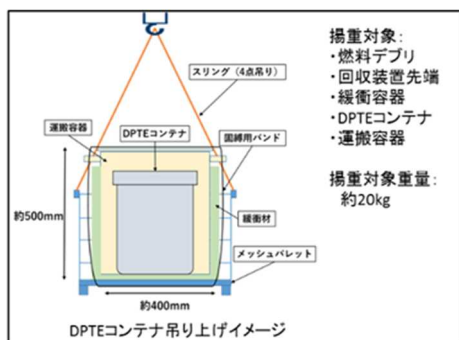 スリング（4点吊り）
運搬容器
DPTEコンテナ
固縛用バンド
約500mm
緩衝材
メッシュパレット
約400mm
DPTEコンテナ吊り上げイメージ
揚重対象：
・燃料デブリ
・回収装置先端
・緩衝容器
・DPTEコンテナ
・運搬容器
揚重対象重量：
約20kg